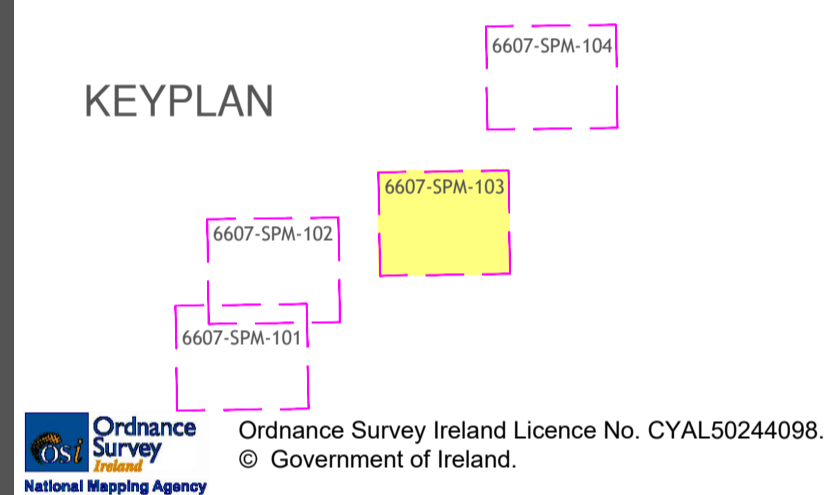 6607-SPM-104
KEYPLAN
6607-SPM-103
6607-SPM-102
6607-SPM-101
Ordnance
Survey
Ireland
osi
National Mapping Agency
Ordnance Survey Ireland Licence No. CYAL50244098.
© Government of Ireland.